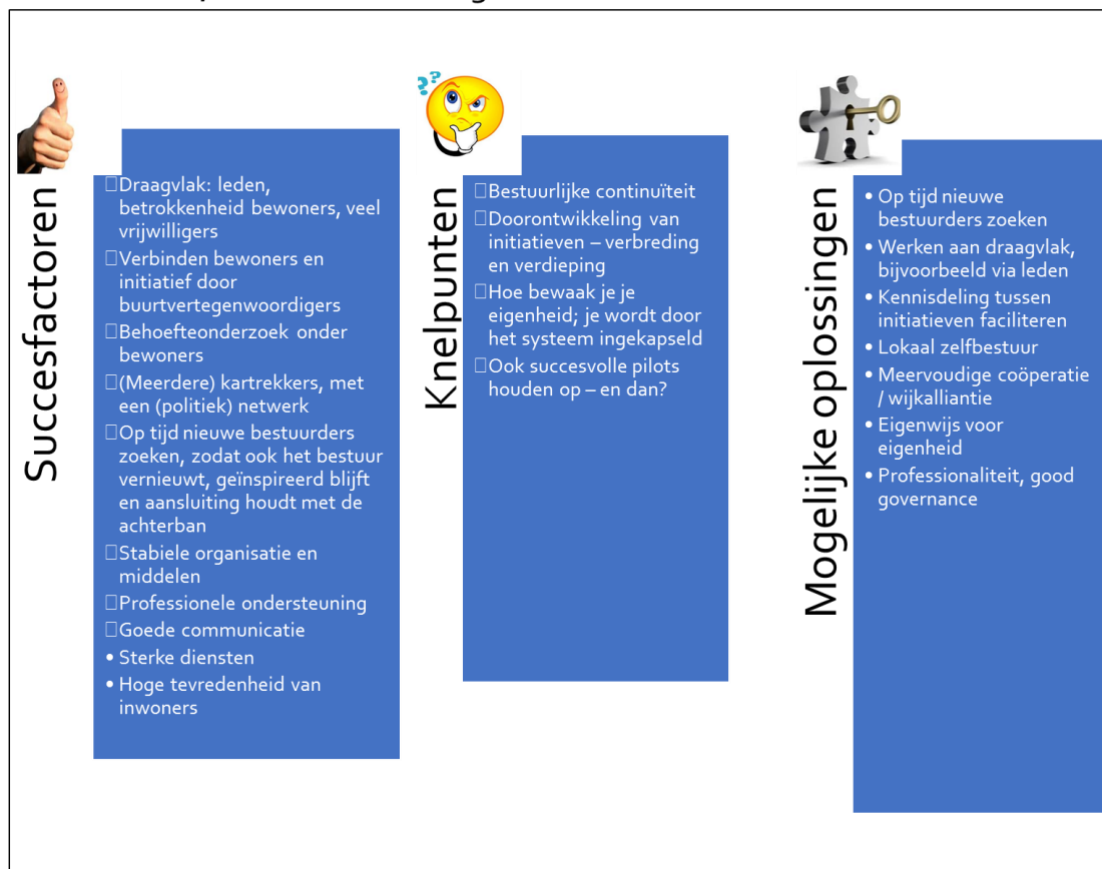 Succesfactoren
□Draagvlak: leden,
betrokkenheid bewoners, veel
vrijwilligers
□Verbinden bewoners en
initiatief door
buurtvertegenwoordigers
□Behoefteonderzoek onder
bewoners
□(Meerdere) kartrekkers, met
een (politiek) netwerk
□Op tijd nieuwe bestuurders
zoeken, zodat ook het bestuur
vernieuwt, geïnspireerd blijft
en aansluiting houdt met de
achterban
□Stabiele organisatie en
middelen
□Professionele ondersteuning
□Goede communicatie
• Sterke diensten
• Hoge tevredenheid van
inwoners
??
Knelpunten
□Bestuurlijke continuïteit
□Doorontwikkeling van
initiatieven – verbreding
en verdieping
□Hoe bewaak je je
eigenheid; je wordt door
het systeem ingekapseld
□Ook succesvolle pilots
houden op – en dan?
Mogelijke oplossingen
• Op tijd nieuwe
bestuurders zoeken
• Werken aan draagvlak,
bijvoorbeeld via leden
• Kennisdeling tussen
initiatieven faciliteren
• Lokaal zelfbestuur
• Meervoudige coöperatie
/ wijkalliantie
• Eigenwijs voor
eigenheid
• Professionaliteit, good
governance